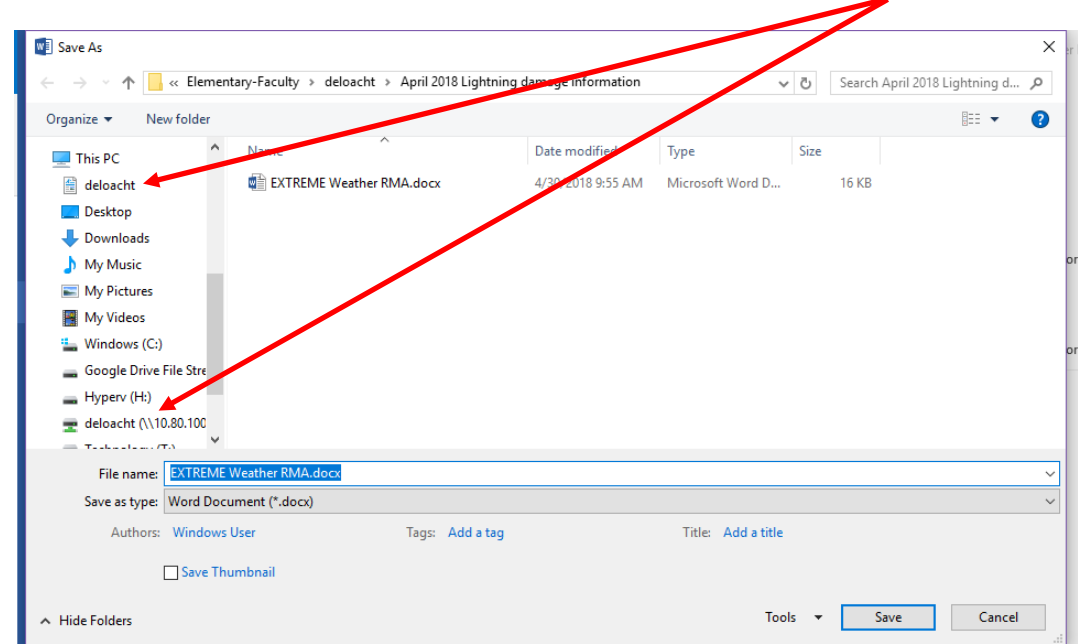 Save As
« Elementary-Faculty > deloacht > April 2018 Lightning damage information
Search April 2018 Lightning d...
Organize
New folder
This PC
deloacht
Desktop
Downloads
My Music
My Pictures
My Videos
Windows (C:)
Google Drive File Stre
Hyperv (H:)
deloacht (\\10.80.100
Name Date modified Type Size
EXTREME Weather RMA.docx 4/30/2018 9:55 AM Microsoft Word D... 16 KB
File name: EXTREME Weather RMA.docx
Save as type: Word Document (*.docx)
Authors: Windows User Tags: Add a tag Title: Add a title
Save Thumbnail
Hide Folders
Tools Save Cancel